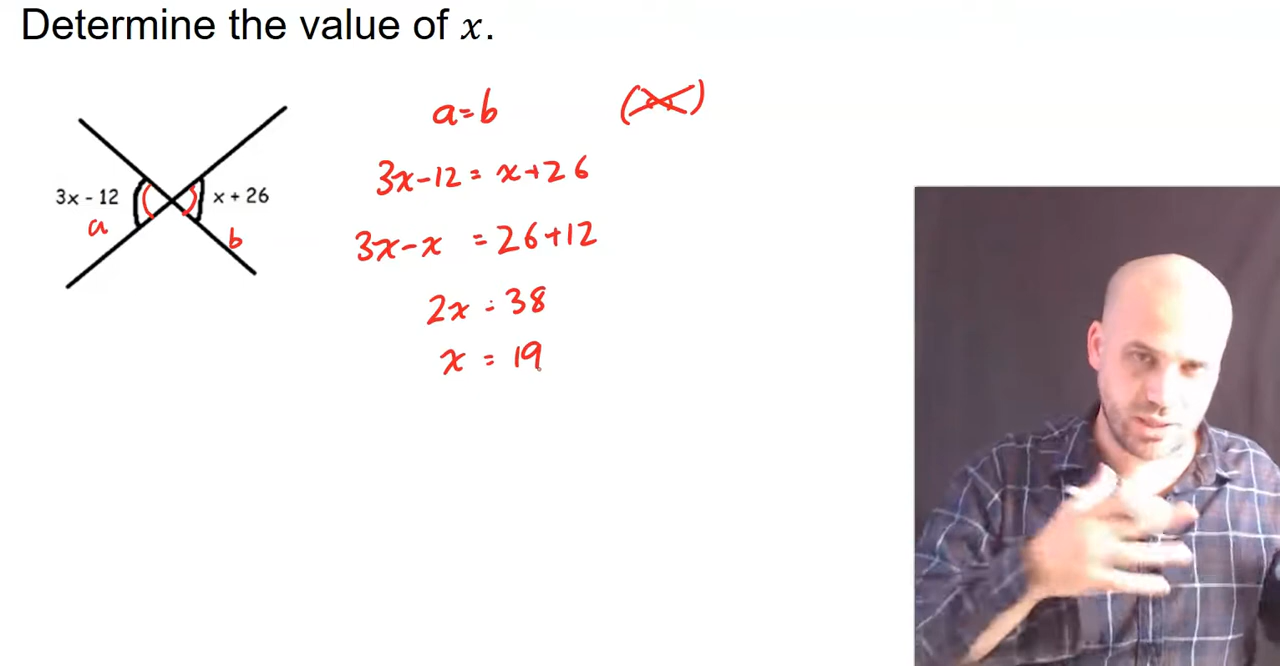 Determine the value of x.
a=b
3x - 12
x + 26
a
b
3x-12 = x+26
3x-x = 26+12
2x = 38
x = 19